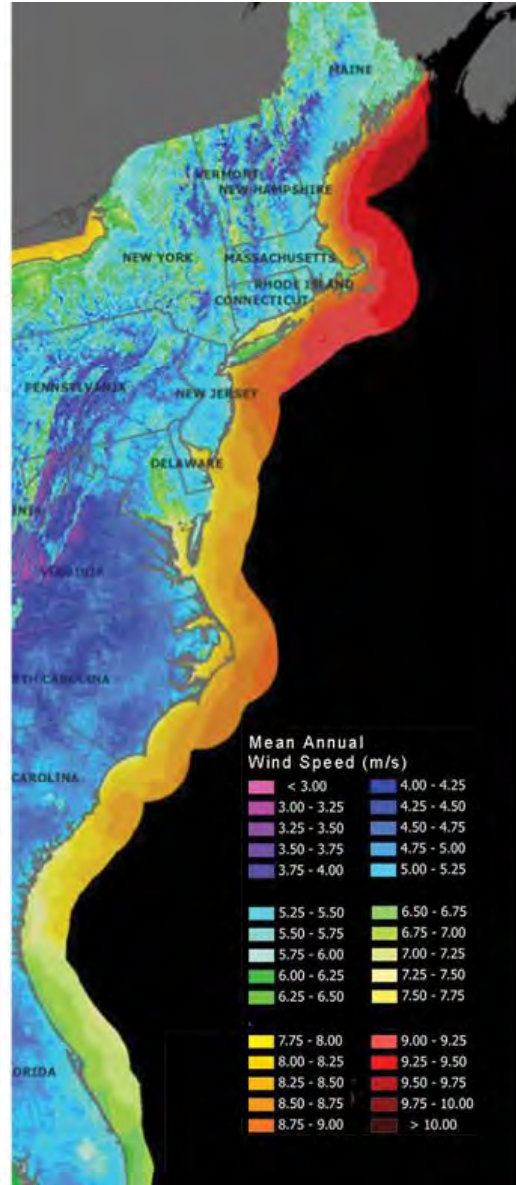 MAINE
VERMONT
NEW HAMPSHIRE
NEW YORK
MASSACHUSETTS
RHODE ISLAND
CONNECTICUT
PENNSYLVANIA
NEW JERSEY
DELAWARE
INIA
VIRGINIA
RTH CAROLINA
CAROLINA
ORIDA
Mean Annual
Wind Speed (m/s)
< 3.00 4.00 - 4.25
3.00 - 3.25 4.25 - 4.50
3.25 - 3.50 4.50 - 4.75
3.50 - 3.75 4.75 - 5.00
3.75 - 4.00 5.00 - 5.25
5.25 - 5.50 6.50 - 6.75
5.50 - 5.75 6.75 - 7.00
5.75 - 6.00 7.00 - 7.25
6.00 - 6.25 7.25 - 7.50
6.25 - 6.50 7.50 - 7.75
7.75 - 8.00 9.00 - 9.25
8.00 - 8.25 9.25 - 9.50
8.25 - 8.50 9.50 - 9.75
8.50 - 8.75 9.75 - 10.00
8.75 - 9.00 > 10.00